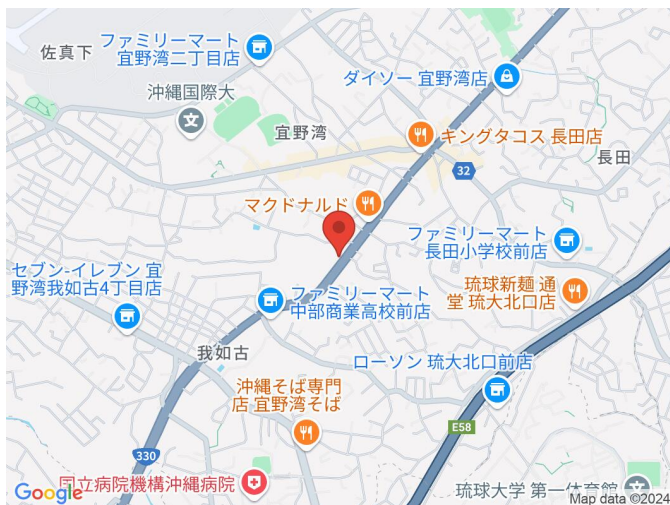 佐真下
ファミリーマート
宜野湾二丁目店
ダイソー 宜野湾店
沖縄国際大
宜野湾
キングタコス 長田店
32
長田
マクドナルド
ファミリーマート
長田小学校前店
セブン-イレブン 宜
野湾我如古4丁目店
ファミリーマート
中部商業高校前店
琉球新麺 通
堂 琉大北口店
我如古
ローソン 琉大北口前店
沖縄そば専門
店 宜野湾そば
E58
330
国立病院機構沖縄病院
琉球大学 第一体育館
Google
Map data ©2024